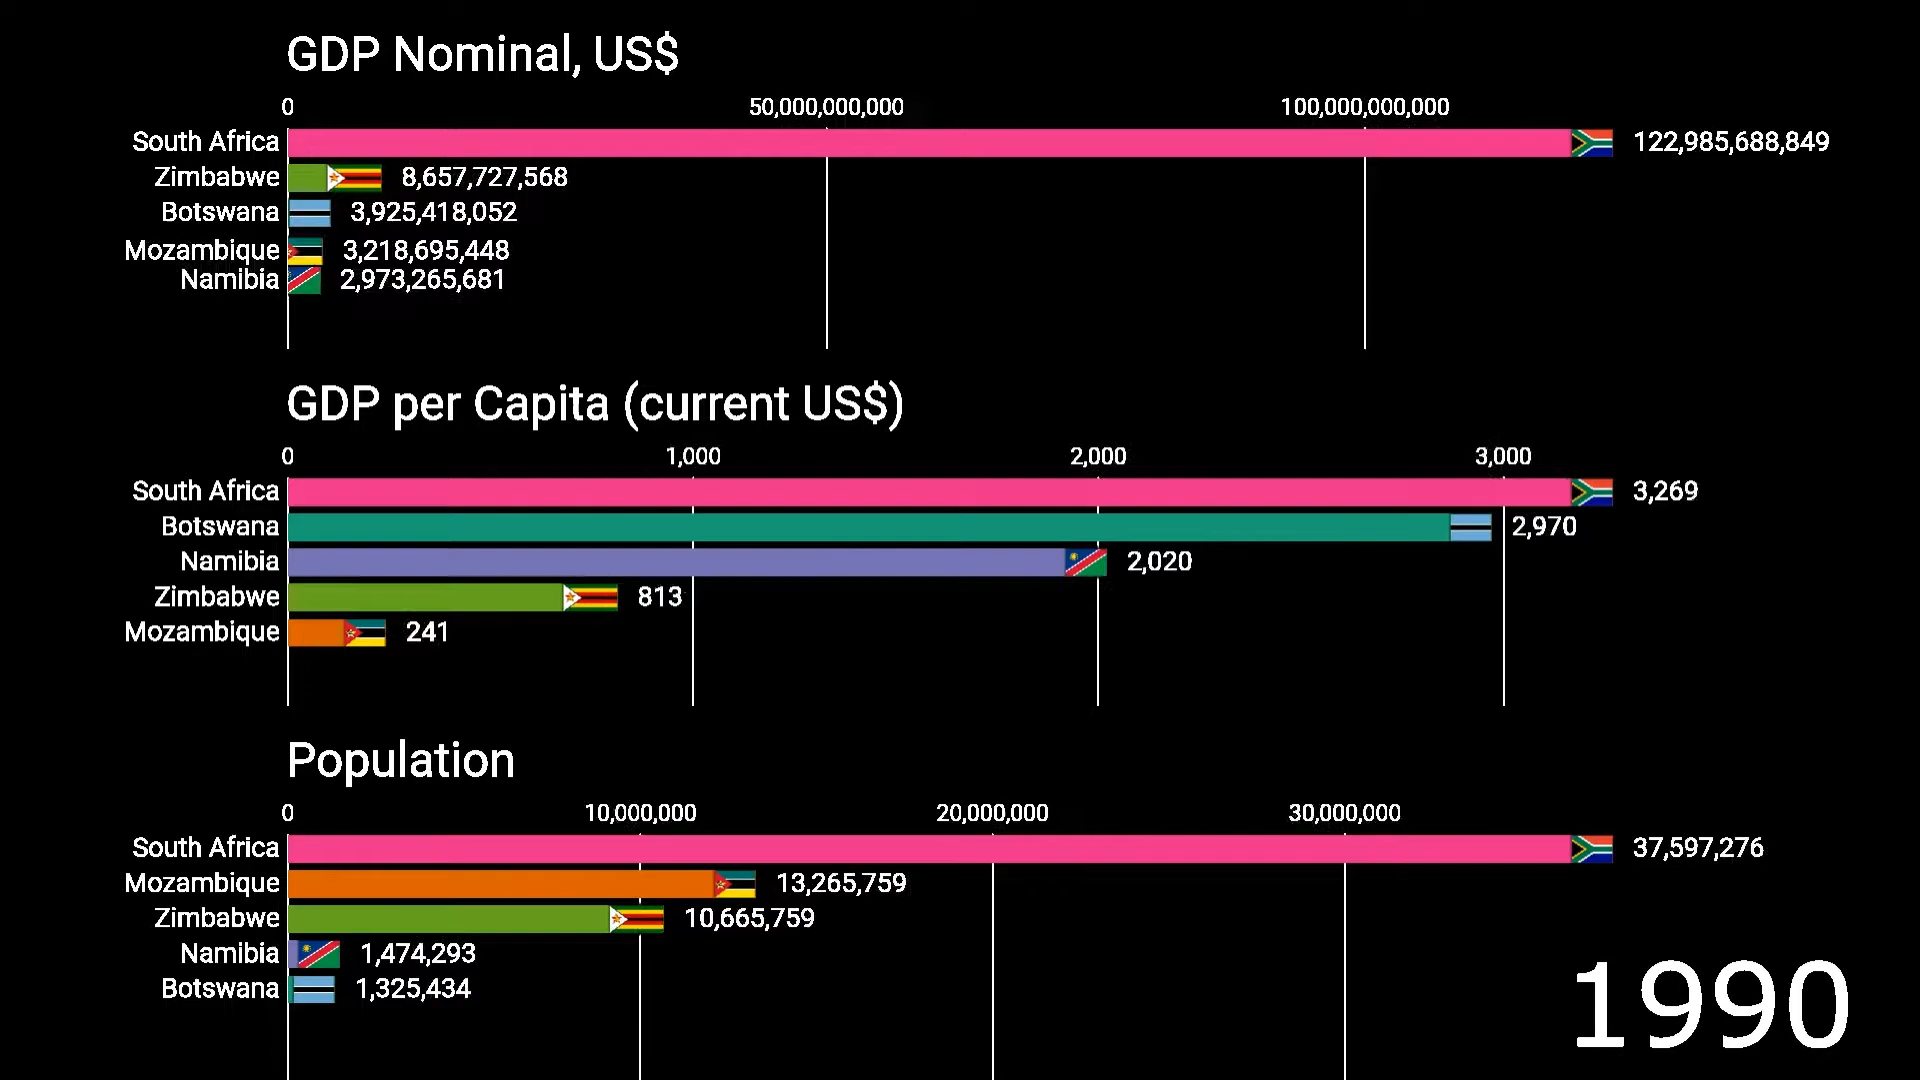 GDP Nominal, US$
0 50,000,000,000 100,000,000,000
South Africa 122,985,688,849
Zimbabwe 8,657,727,568
Botswana 3,925,418,052
Mozambique 3,218,695,448
Namibia 2,973,265,681
GDP per Capita (current US$)
0 1,000 2,000 3,000
South Africa 3,269
Botswana 2,970
Namibia 2,020
Zimbabwe 813
Mozambique 241
Population
0 10,000,000 20,000,000 30,000,000
South Africa 37,597,276
Mozambique 13,265,759
Zimbabwe 10,665,759
Namibia 1,474,293
Botswana 1,325,434
1990